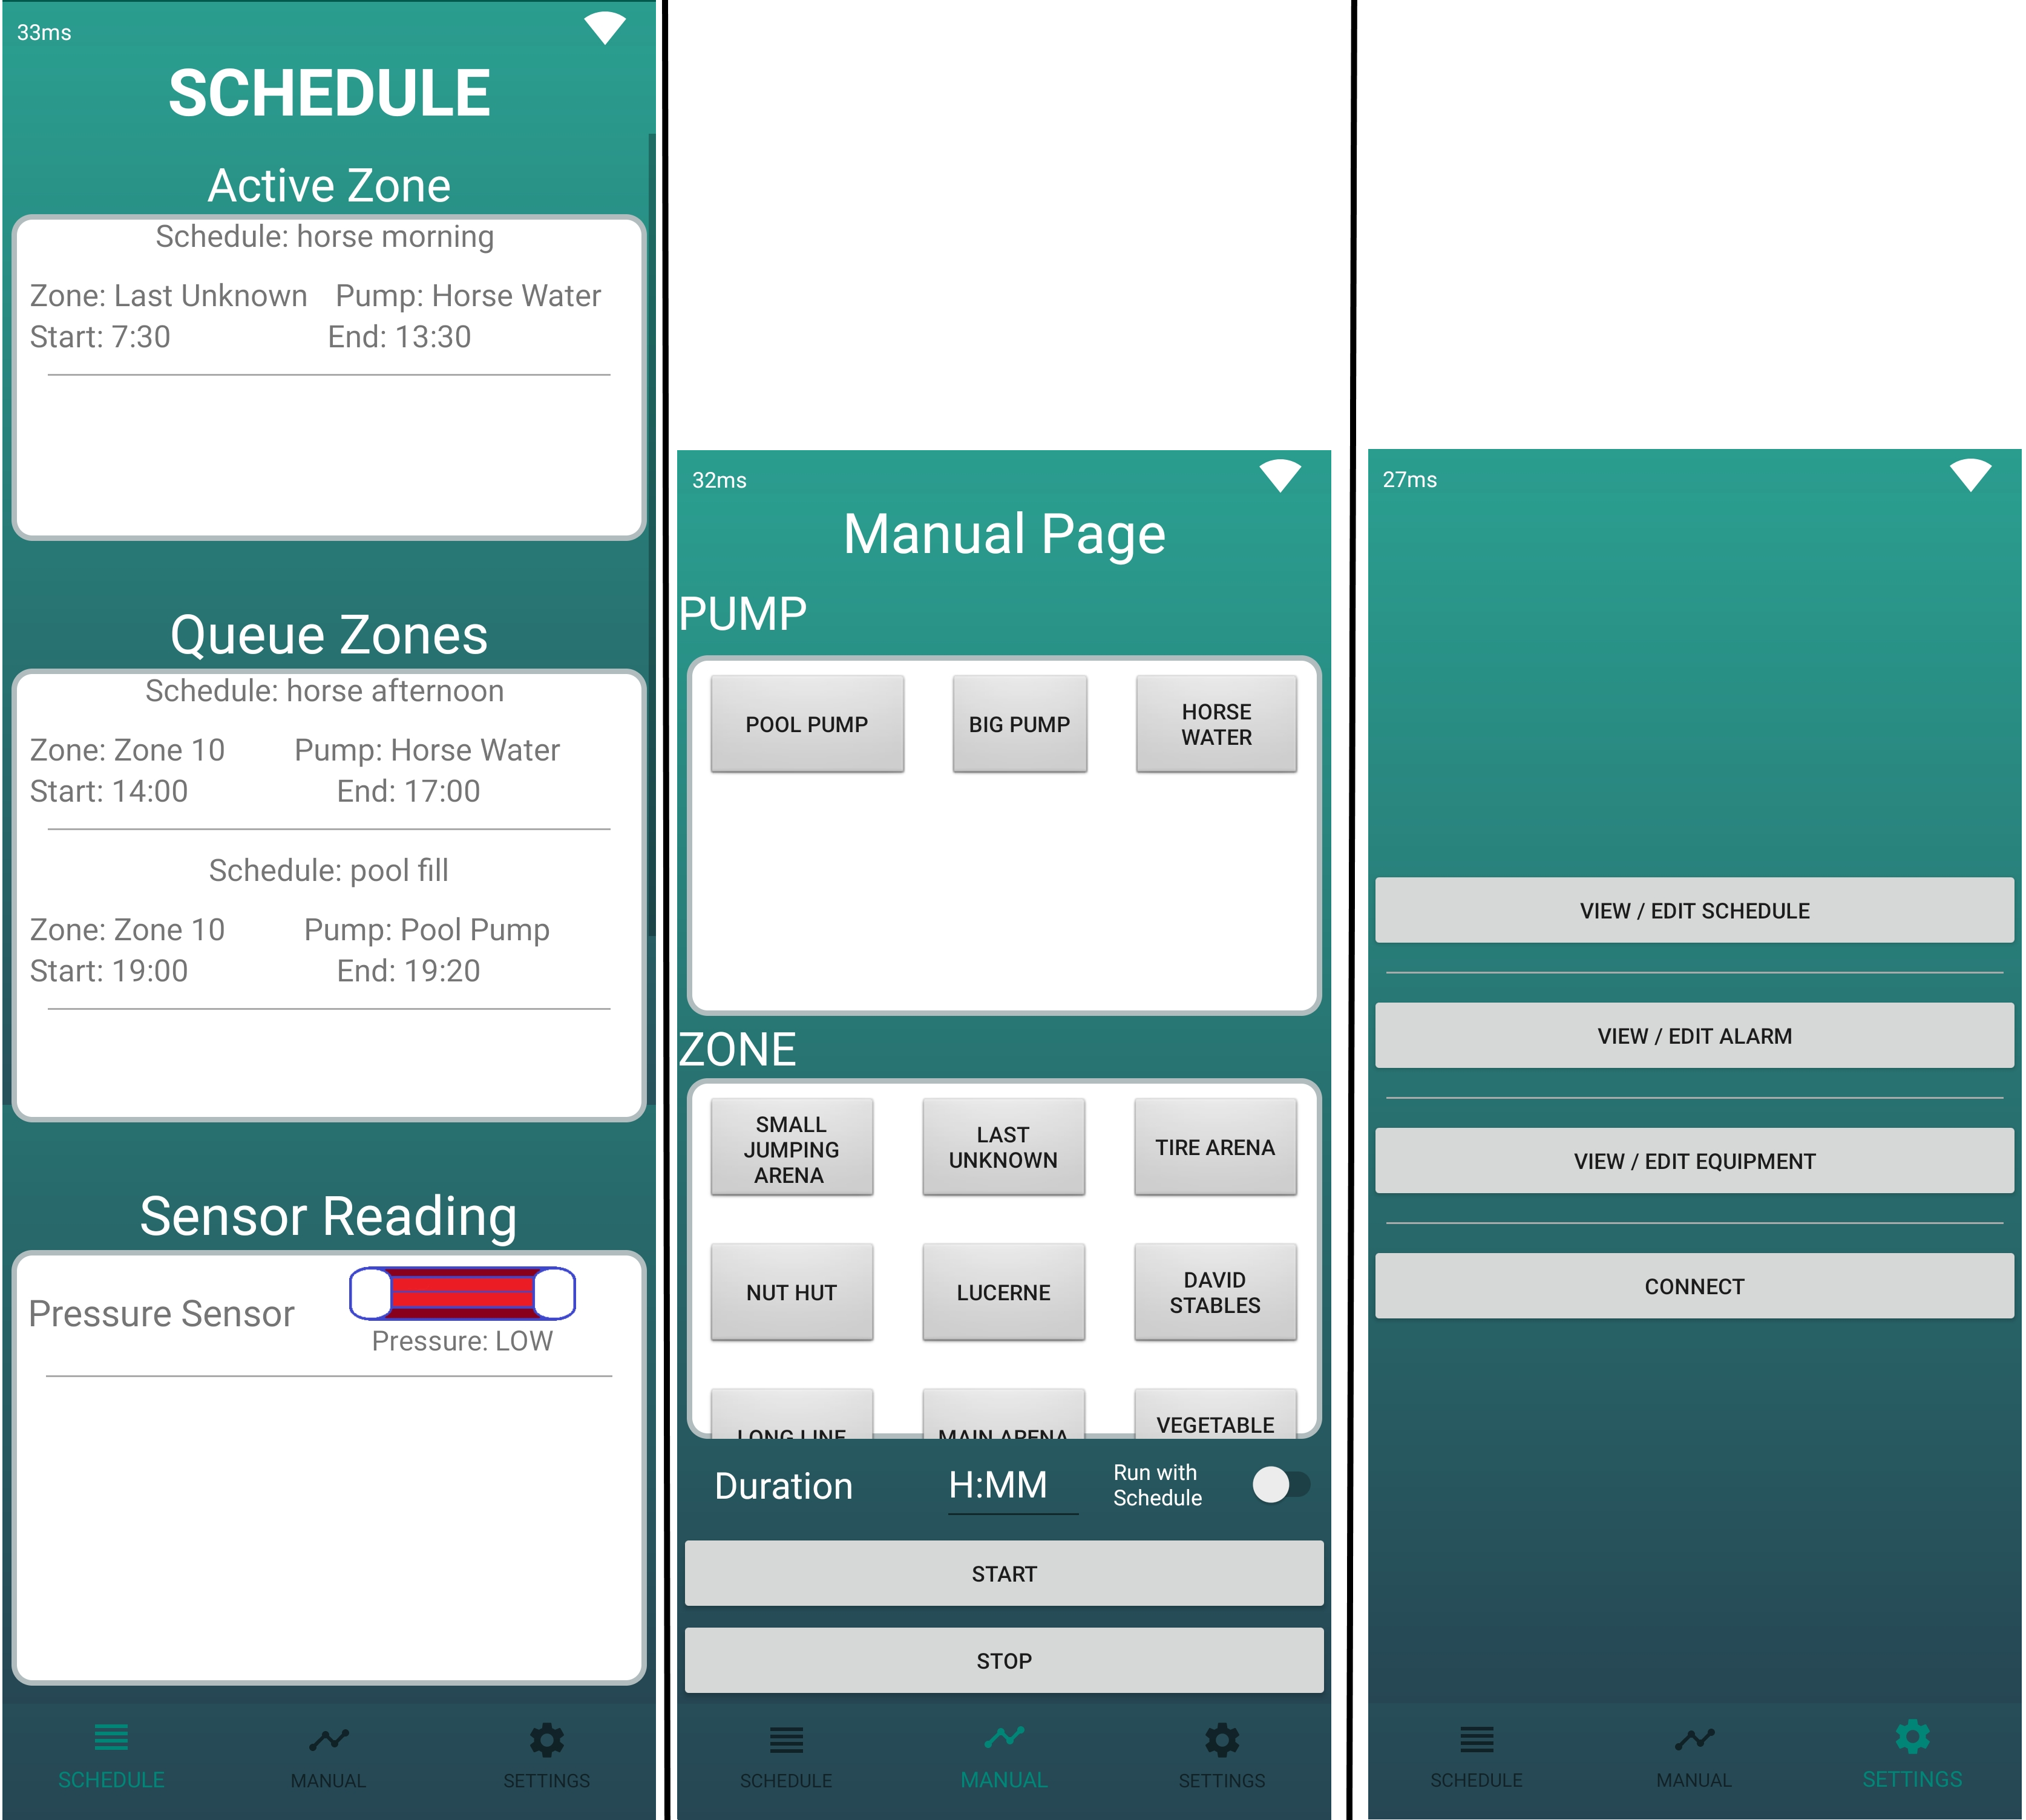 33ms
SCHEDULE
Active Zone
Schedule: horse morning
Zone: Last Unknown Pump: Horse Water
Start: 7:30 End: 13:30
Queue Zones
Schedule: horse afternoon
Zone: Zone 10 Pump: Horse Water
Start: 14:00 End: 17:00
Schedule: pool fill
Zone: Zone 10 Pump: Pool Pump
Start: 19:00 End: 19:20
Sensor Reading
Pressure Sensor
Pressure: LOW
SCHEDULE MANUAL SETTINGS
32ms
Manual Page
PUMP
POOL PUMP
BIG PUMP
HORSE
WATER
ZONE
SMALL
JUMPING
ARENA
LAST
UNKNOWN
TIRE ARENA
NUT HUT
LUCERNE
DAVID
STABLES
LONG LINE
MAIN ARENA
VEGETABLE
Duration
H:MM
Run with
Schedule
START
STOP
SCHEDULE MANUAL SETTINGS
27ms
VIEW / EDIT SCHEDULE
VIEW / EDIT ALARM
VIEW / EDIT EQUIPMENT
CONNECT
SCHEDULE MANUAL SETTINGS